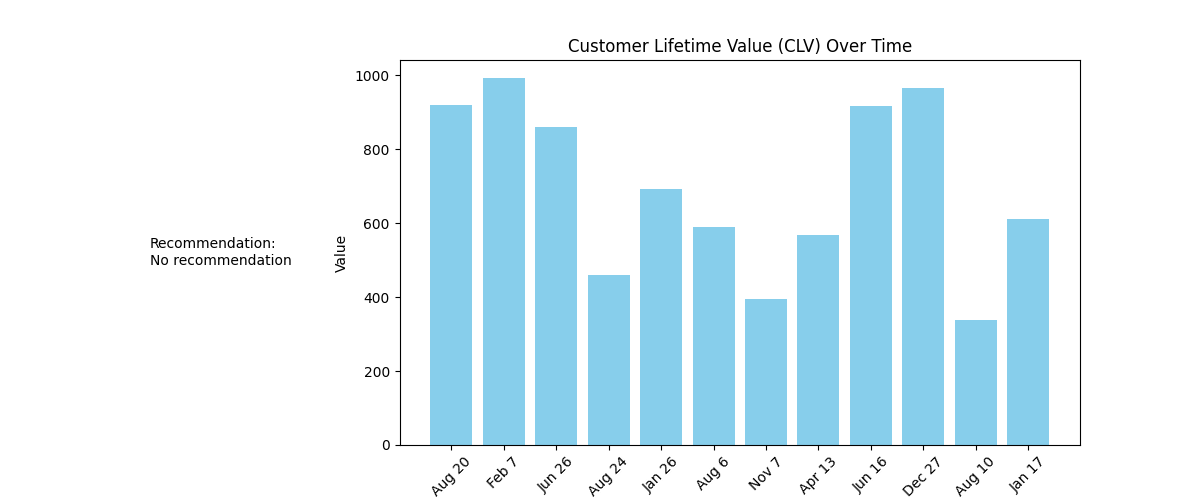 Customer Lifetime Value (CLV) Over Time
Recommendation:
No recommendation
Value
1000
800
600
400
200
0
Aug 20
Feb 7
Jun 26
Aug 24
Jan 26
Aug 6
Nov 7
Apr 13
Jun 16
Dec 27
Aug 10
Jan 17